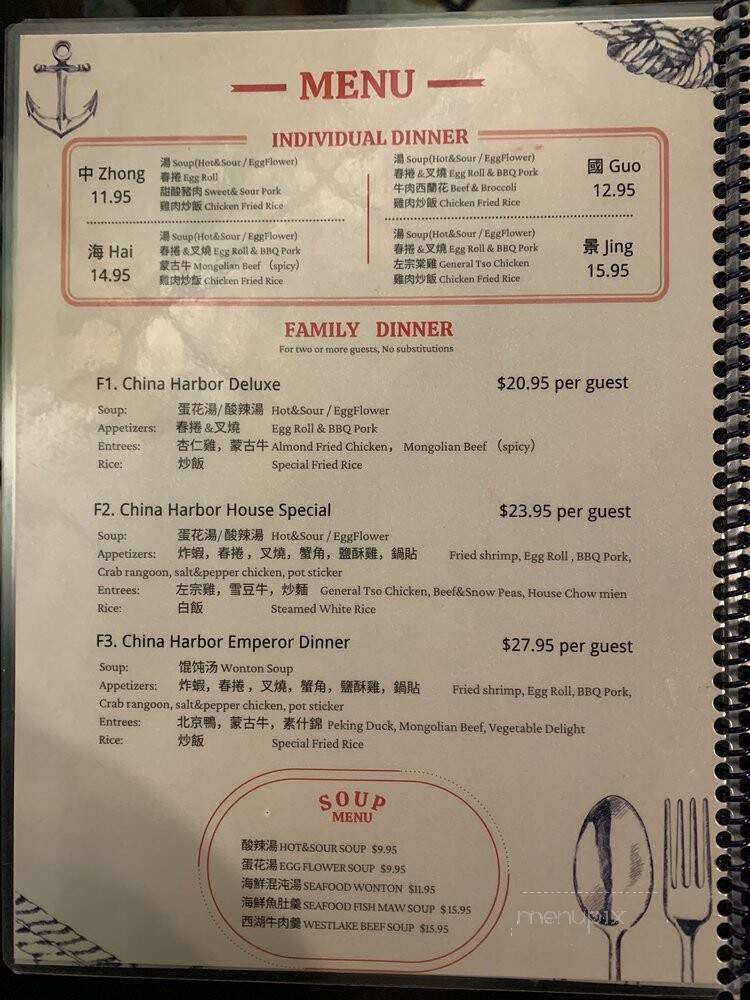 MENU
INDIVIDUAL DINNER
中 Zhong
11.95
湯 Soup(Hot&Sour / EggFlower)
春捲 Egg Roll
甜酸豬肉 Sweet& Sour Pork
雞肉炒飯 Chicken Fried Rice
湯 Soup(Hot&Sour / EggFlower)
春捲 &叉燒 Egg Roll & BBQ Pork
牛肉西蘭花 Beef & Broccoli
雞肉炒飯 Chicken Fried Rice
國 Guo
12.95
海 Hai
14.95
湯 Soup(Hot&Sour / EggFlower)
春捲 &叉燒 Egg Roll & BBQ Pork
蒙古牛 Mongolian Beef （spicy）
雞肉炒飯 Chicken Fried Rice
湯 Soup(Hot&Sour / EggFlower)
春捲 &叉燒 Egg Roll & BBQ Pork
左宗棠雞 General Tso Chicken
雞肉炒飯 Chicken Fried Rice
景 Jing
15.95
FAMILY DINNER
For two or more guests, No substitutions
F1. China Harbor Deluxe $20.95 per guest
Soup: 蛋花湯/ 酸辣湯 Hot&Sour / EggFlower
Appetizers: 春捲 &叉燒 Egg Roll & BBQ Pork
Entrees: 杏仁雞，蒙古牛 Almond Fried Chicken， Mongolian Beef （spicy）
Rice: 炒飯 Special Fried Rice
F2. China Harbor House Special $23.95 per guest
Soup: 蛋花湯/ 酸辣湯 Hot&Sour / EggFlower
Appetizers: 炸蝦，春捲 ，叉燒，蟹角，鹽酥雞，鍋貼 Fried shrimp, Egg Roll , BBQ Pork,
Crab rangoon, salt&pepper chicken, pot sticker
Entrees: 左宗雞，雪豆牛，炒麵 General Tso Chicken, Beef&Snow Peas, House Chow mien
Rice: 白飯 Steamed White Rice
F3. China Harbor Emperor Dinner $27.95 per guest
Soup: 馄饨汤 Wonton Soup
Appetizers: 炸蝦，春捲 ，叉燒，蟹角，鹽酥雞，鍋貼 Fried shrimp, Egg Roll, BBQ Pork,
Crab rangoon, salt&pepper chicken, pot sticker
Entrees: 北京鴨，蒙古牛，素什錦 Peking Duck, Mongolian Beef, Vegetable Delight
Rice: 炒飯 Special Fried Rice
SOUP
MENU
酸辣湯 HOT&SOUR SOUP $9.95
蛋花湯 EGG FLOWER SOUP $9.95
海鮮混沌湯 SEAFOOD WONTON $11.95
海鮮魚肚羹 SEAFOOD FISH MAW SOUP $15.95
西湖牛肉羹 WESTLAKE BEEF SOUP $15.95
menupix